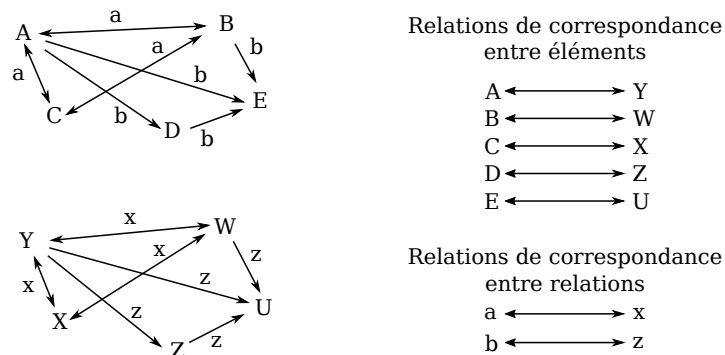 Relations de correspondance
entre éléments
A Y
B W
C X
D Z
E U
Relations de correspondance
entre relations
a x
b z
A a B
a b
a b E
C b D b
Y x W
x z
x z U
X z Z z